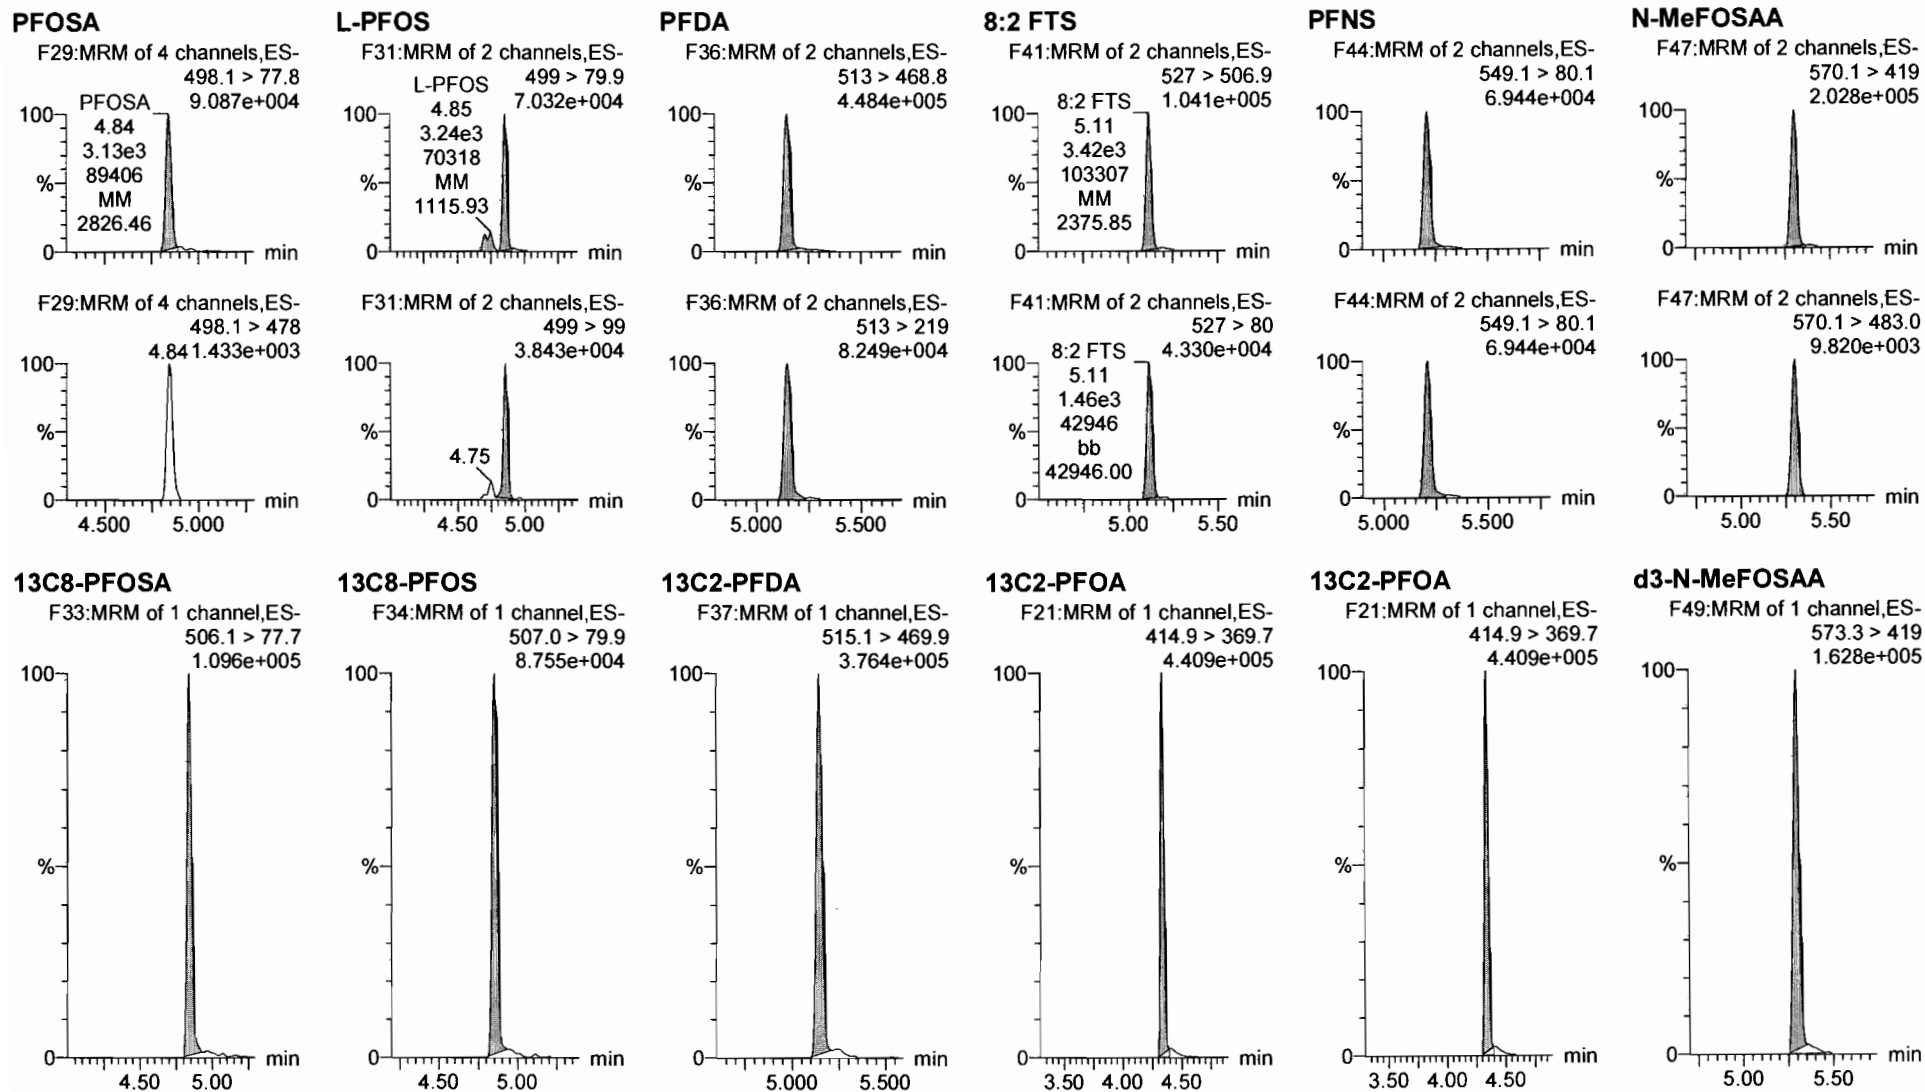 PFOSA
F29:MRM of 4 channels,ES-
498.1 > 77.8
9.087e+004
PFOSA
4.84
3.13e3
89406
MM
2826.46
100
%
0
min
F29:MRM of 4 channels,ES-
498.1 > 478
4.84 1.433e+003
100
%
0
min
4.500 5.000
L-PFOS
F31:MRM of 2 channels,ES-
499 > 79.9
7.032e+004
L-PFOS
4.85
3.24e3
70318
MM
1115.93
100
%
0
min
F31:MRM of 2 channels,ES-
499 > 99
3.843e+004
100
%
4.75
0
min
4.50 5.00
PFDA
F36:MRM of 2 channels,ES-
513 > 468.8
4.484e+005
100
%
0
min
F36:MRM of 2 channels,ES-
513 > 219
8.249e+004
100
%
0
min
5.000 5.500
8:2 FTS
F41:MRM of 2 channels,ES-
527 > 506.9
1.041e+005
8:2 FTS
5.11
3.42e3
103307
MM
2375.85
100
%
0
min
F41:MRM of 2 channels,ES-
527 > 80
4.330e+004
8:2 FTS
5.11
1.46e3
42946
bb
42946.00
100
%
0
min
5.00 5.50
PFNS
F44:MRM of 2 channels,ES-
549.1 > 80.1
6.944e+004
100
%
0
min
F44:MRM of 2 channels,ES-
549.1 > 80.1
6.944e+004
100
%
0
min
5.000 5.500
N-MeFOSAA
F47:MRM of 2 channels,ES-
570.1 > 419
2.028e+005
100
%
0
min
F47:MRM of 2 channels,ES-
570.1 > 483.0
9.820e+003
100
%
0
min
5.00 5.50
13C8-PFOSA
F33:MRM of 1 channel,ES-
506.1 > 77.7
1.096e+005
100
%
0
min
4.50 5.00
13C8-PFOS
F34:MRM of 1 channel,ES-
507.0 > 79.9
8.755e+004
100
%
0
min
4.50 5.00
13C2-PFDA
F37:MRM of 1 channel,ES-
515.1 > 469.9
3.764e+005
100
%
0
min
5.000 5.500
13C2-PFOA
F21:MRM of 1 channel,ES-
414.9 > 369.7
4.409e+005
100
%
0
min
3.50 4.00 4.50
13C2-PFOA
F21:MRM of 1 channel,ES-
414.9 > 369.7
4.409e+005
100
%
0
min
3.50 4.00 4.50
d3-N-MeFOSAA
F49:MRM of 1 channel,ES-
573.3 > 419
1.628e+005
100
%
0
min
5.00 5.50